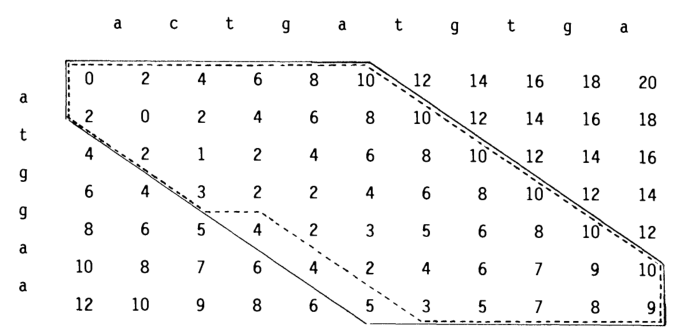 a c t g a t g t g a
0 2 4 6 8 10 12 14 16 18 20
a
2 0 2 4 6 8 10 12 14 16 18
t
4 2 1 2 4 6 8 10 12 14 16
g
6 4 3 2 2 4 6 8 10 12 14
g
8 6 5 4 2 3 5 6 8 10 12
a
10 8 7 6 4 2 4 6 7 9 10
a
12 10 9 8 6 5 3 5 7 8 9